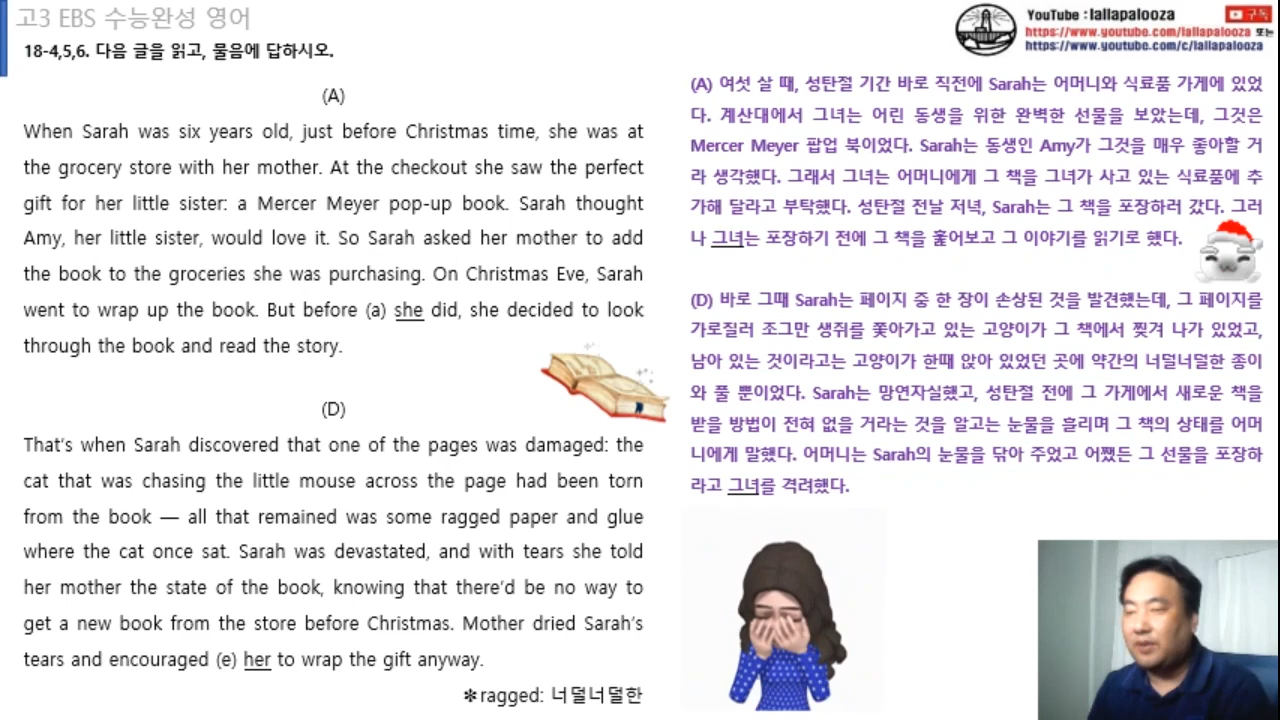 고3 EBS 수능완성 영어
18-4,5,6. 다음 글을 읽고, 물음에 답하시오.
YouTube : lallapalooza
구독
https://www.youtube.com/lallapalooza 또는
https://www.youtube.com/c/lallapalooza
(A)
When Sarah was six years old, just before Christmas time, she was at
the grocery store with her mother. At the checkout she saw the perfect
gift for her little sister: a Mercer Meyer pop-up book. Sarah thought
Amy, her little sister, would love it. So Sarah asked her mother to add
the book to the groceries she was purchasing. On Christmas Eve, Sarah
went to wrap up the book. But before (a) she did, she decided to look
through the book and read the story.
(D)
That's when Sarah discovered that one of the pages was damaged: the
cat that was chasing the little mouse across the page had been torn
from the book — all that remained was some ragged paper and glue
where the cat once sat. Sarah was devastated, and with tears she told
her mother the state of the book, knowing that there'd be no way to
get a new book from the store before Christmas. Mother dried Sarah's
tears and encouraged (e) her to wrap the gift anyway.
✻ragged: 너덜너덜한
(A) 여섯 살 때, 성탄절 기간 바로 직전에 Sarah는 어머니와 식료품 가게에 있었
다. 계산대에서 그녀는 어린 동생을 위한 완벽한 선물을 보았는데, 그것은
Mercer Meyer 팝업 북이었다. Sarah는 동생인 Amy가 그것을 매우 좋아할 거
라 생각했다. 그래서 그녀는 어머니에게 그 책을 그녀가 사고 있는 식료품에 추
가해 달라고 부탁했다. 성탄절 전날 저녁, Sarah는 그 책을 포장하러 갔다. 그러
나 그녀는 포장하기 전에 그 책을 훑어보고 그 이야기를 읽기로 했다.
(D) 바로 그때 Sarah는 페이지 중 한 장이 손상된 것을 발견했는데, 그 페이지를
가로질러 조그만 생쥐를 쫓아가고 있는 고양이가 그 책에서 찢겨 나가 있었고,
남아 있는 것이라고는 고양이가 한때 앉아 있었던 곳에 약간의 너덜너덜한 종이
와 풀 뿐이었다. Sarah는 망연자실했고, 성탄절 전에 그 가게에서 새로운 책을
받을 방법이 전혀 없을 거라는 것을 알고는 눈물을 흘리며 그 책의 상태를 어머
니에게 말했다. 어머니는 Sarah의 눈물을 닦아 주었고 어쨌든 그 선물을 포장하
라고 그녀를 격려했다.